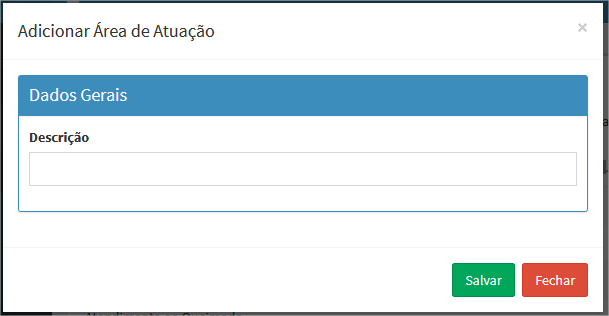 Adicionar Área de Atuação
×
Dados Gerais
Descrição
Salvar
Fechar